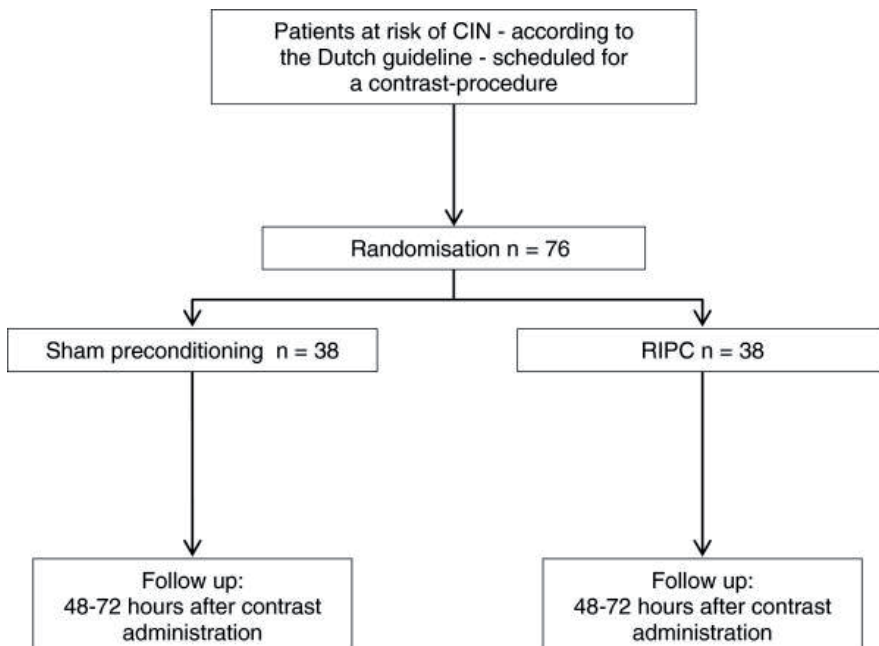 Patients at risk of CIN - according to
the Dutch guideline - scheduled for
a contrast-procedure
Randomisation n = 76
Sham preconditioning n = 38
RIPC n = 38
Follow up:
48-72 hours after contrast
administration
Follow up:
48-72 hours after contrast
administration